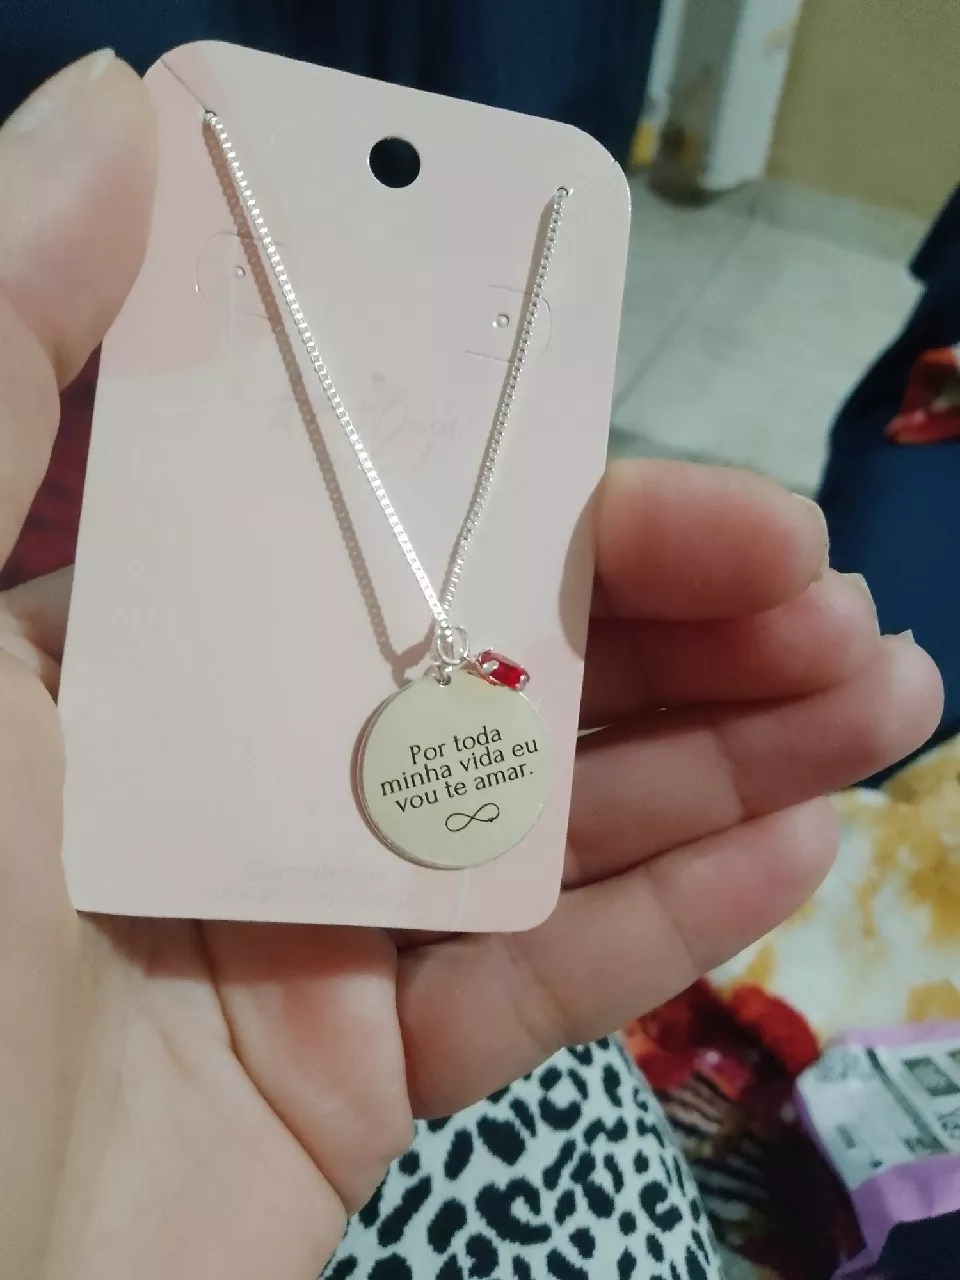 Por toda
minha vida eu
vou te amar.